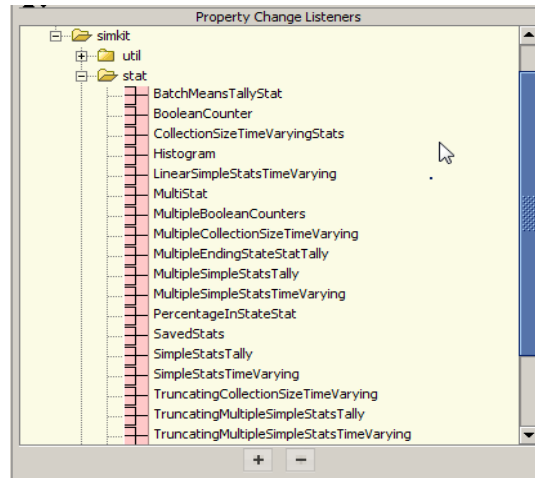 Property Change Listeners
simkit
util
stat
BatchMeansTallyStat
BooleanCounter
CollectionSizeTimeVaryingStats
Histogram
LinearSimpleStatsTimeVarying
MultiStat
MultipleBooleanCounters
MultipleCollectionSizeTimeVarying
MultipleEndingStateStatTally
MultipleSimpleStatsTally
MultipleSimpleStatsTimeVarying
PercentageInStateStat
SavedStats
SimpleStatsTally
SimpleStatsTimeVarying
TruncatingCollectionSizeTimeVarying
TruncatingMultipleSimpleStatsTally
TruncatingMultipleSimpleStatsTimeVarying
+ −